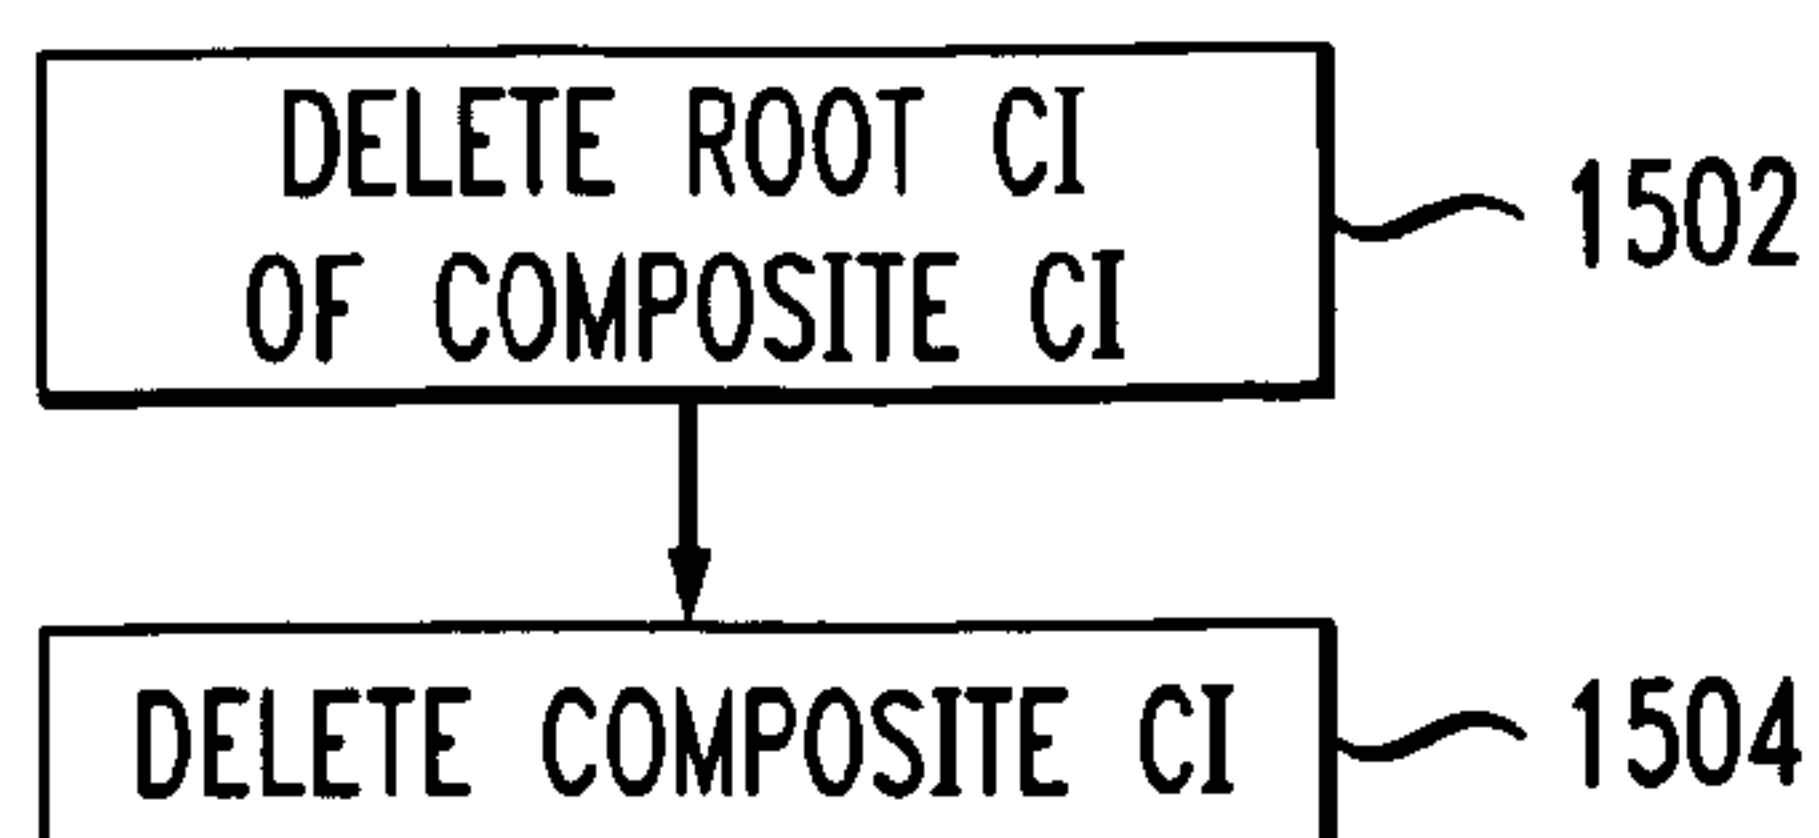 DELETE ROOT CI
OF COMPOSITE CI
1502
DELETE COMPOSITE CI
1504